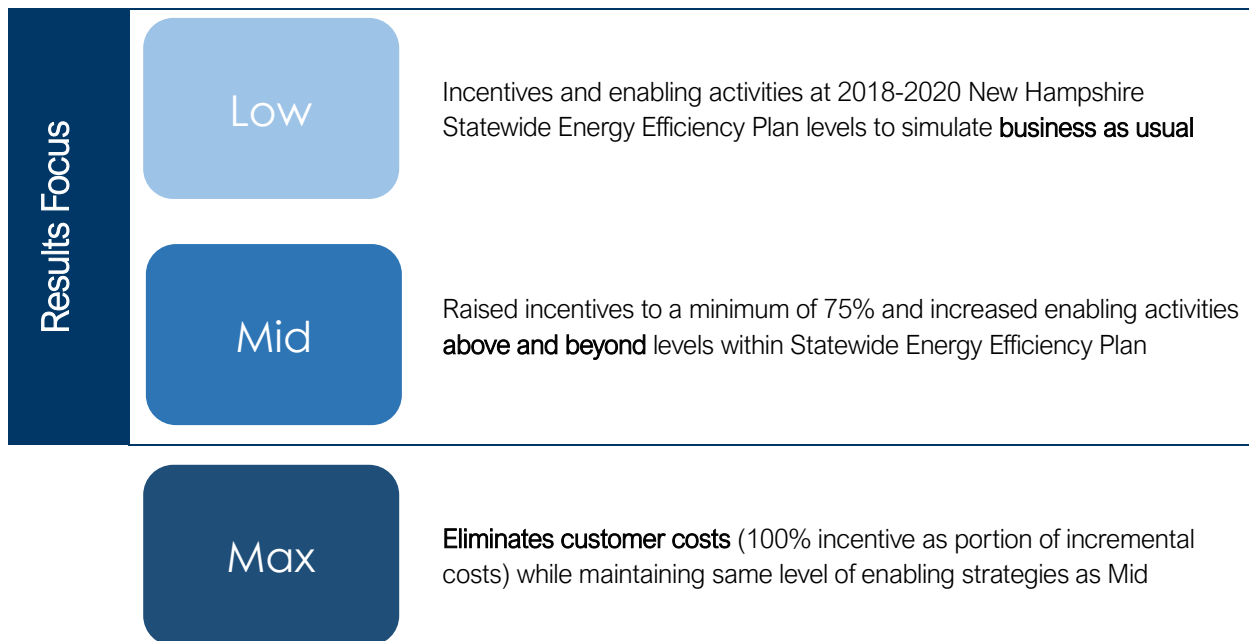 Results Focus
Low
Incentives and enabling activities at 2018-2020 New Hampshire
Statewide Energy Efficiency Plan levels to simulate business as usual
Mid
Raised incentives to a minimum of 75% and increased enabling activities
above and beyond levels within Statewide Energy Efficiency Plan
Max
Eliminates customer costs (100% incentive as portion of incremental
costs) while maintaining same level of enabling strategies as Mid